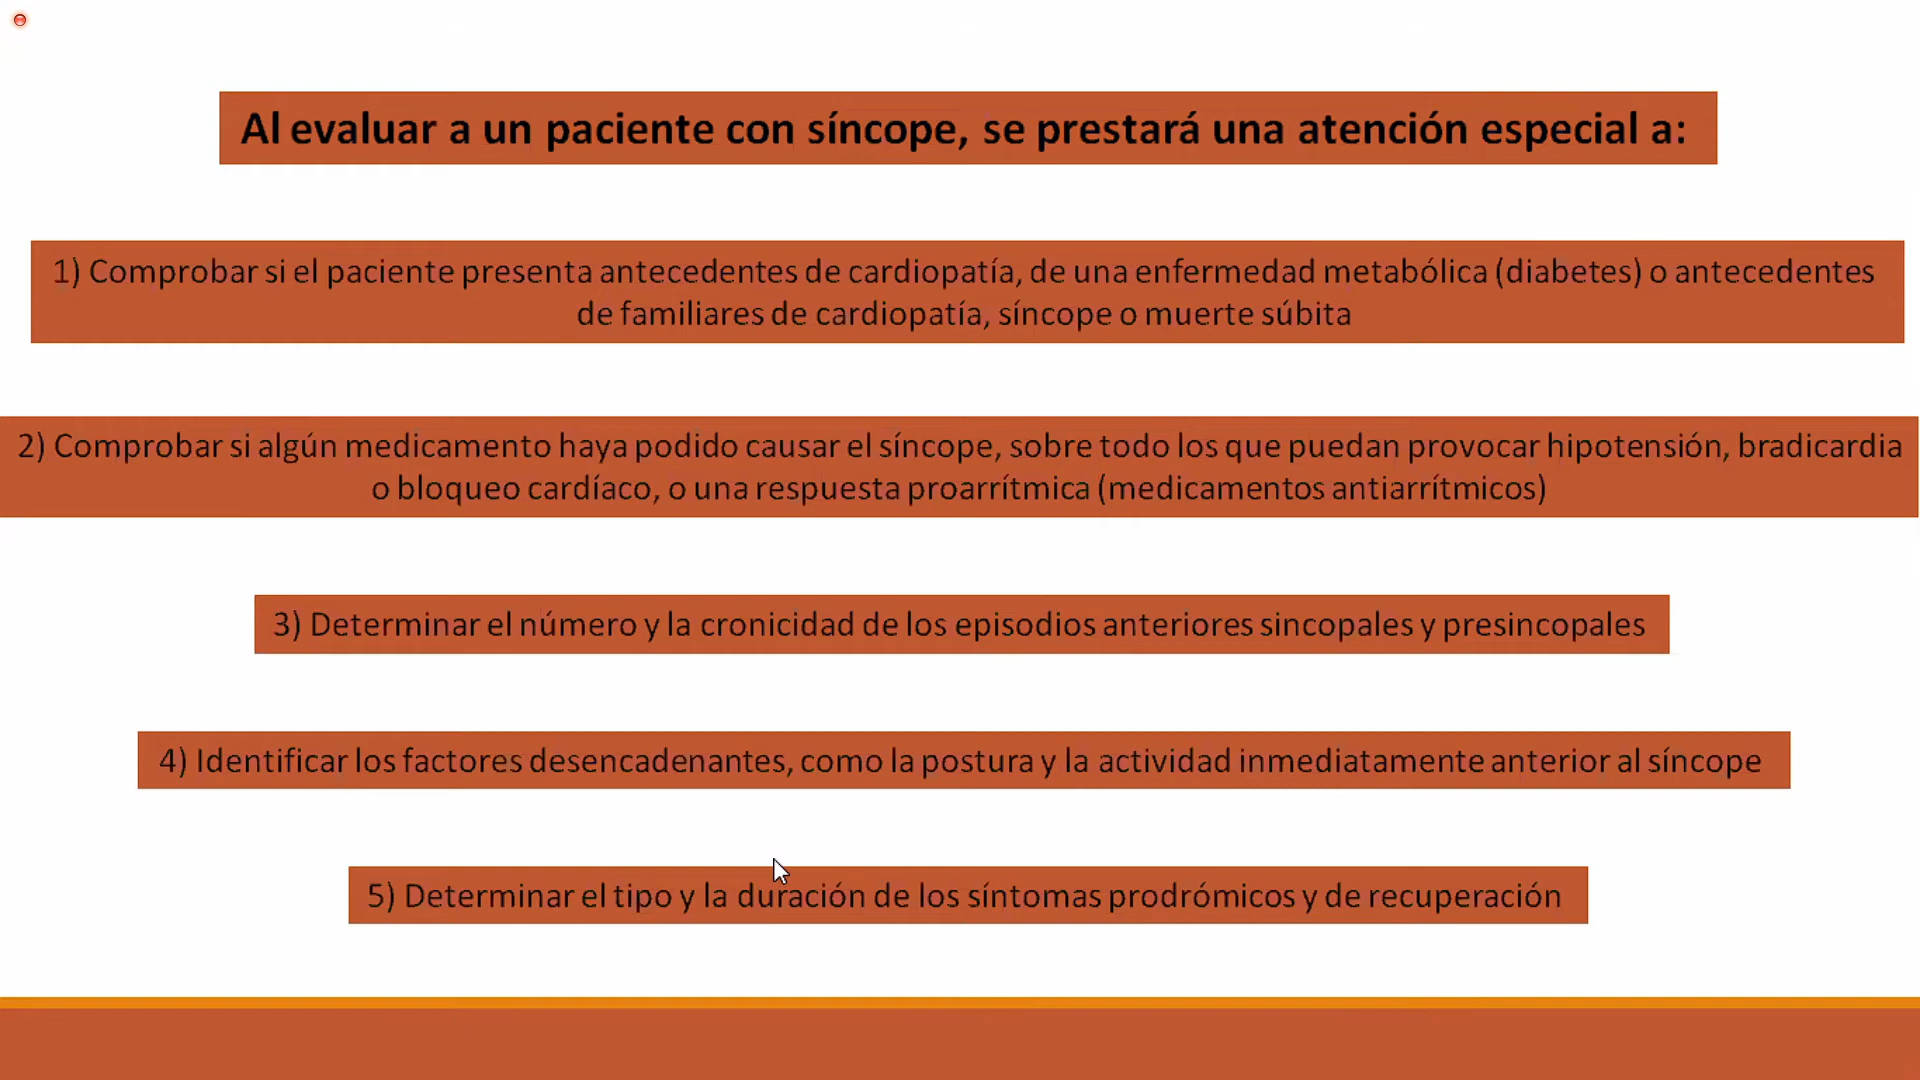 Al evaluar a un paciente con síncope, se prestará una atención especial a:
1) Comprobar si el paciente presenta antecedentes de cardiopatía, de una enfermedad metabólica (diabetes) o antecedentes
de familiares de cardiopatía, síncope o muerte súbita
2) Comprobar si algún medicamento haya podido causar el síncope, sobre todo los que puedan provocar hipotensión, bradicardia
o bloqueo cardíaco, o una respuesta proarrítmica (medicamentos antiarrítmicos)
3) Determinar el número y la cronicidad de los episodios anteriores sincopales y presincopales
4) Identificar los factores desencadenantes, como la postura y la actividad inmediatamente anterior al síncope
5) Determinar el tipo y la duración de los síntomas prodrómicos y de recuperación